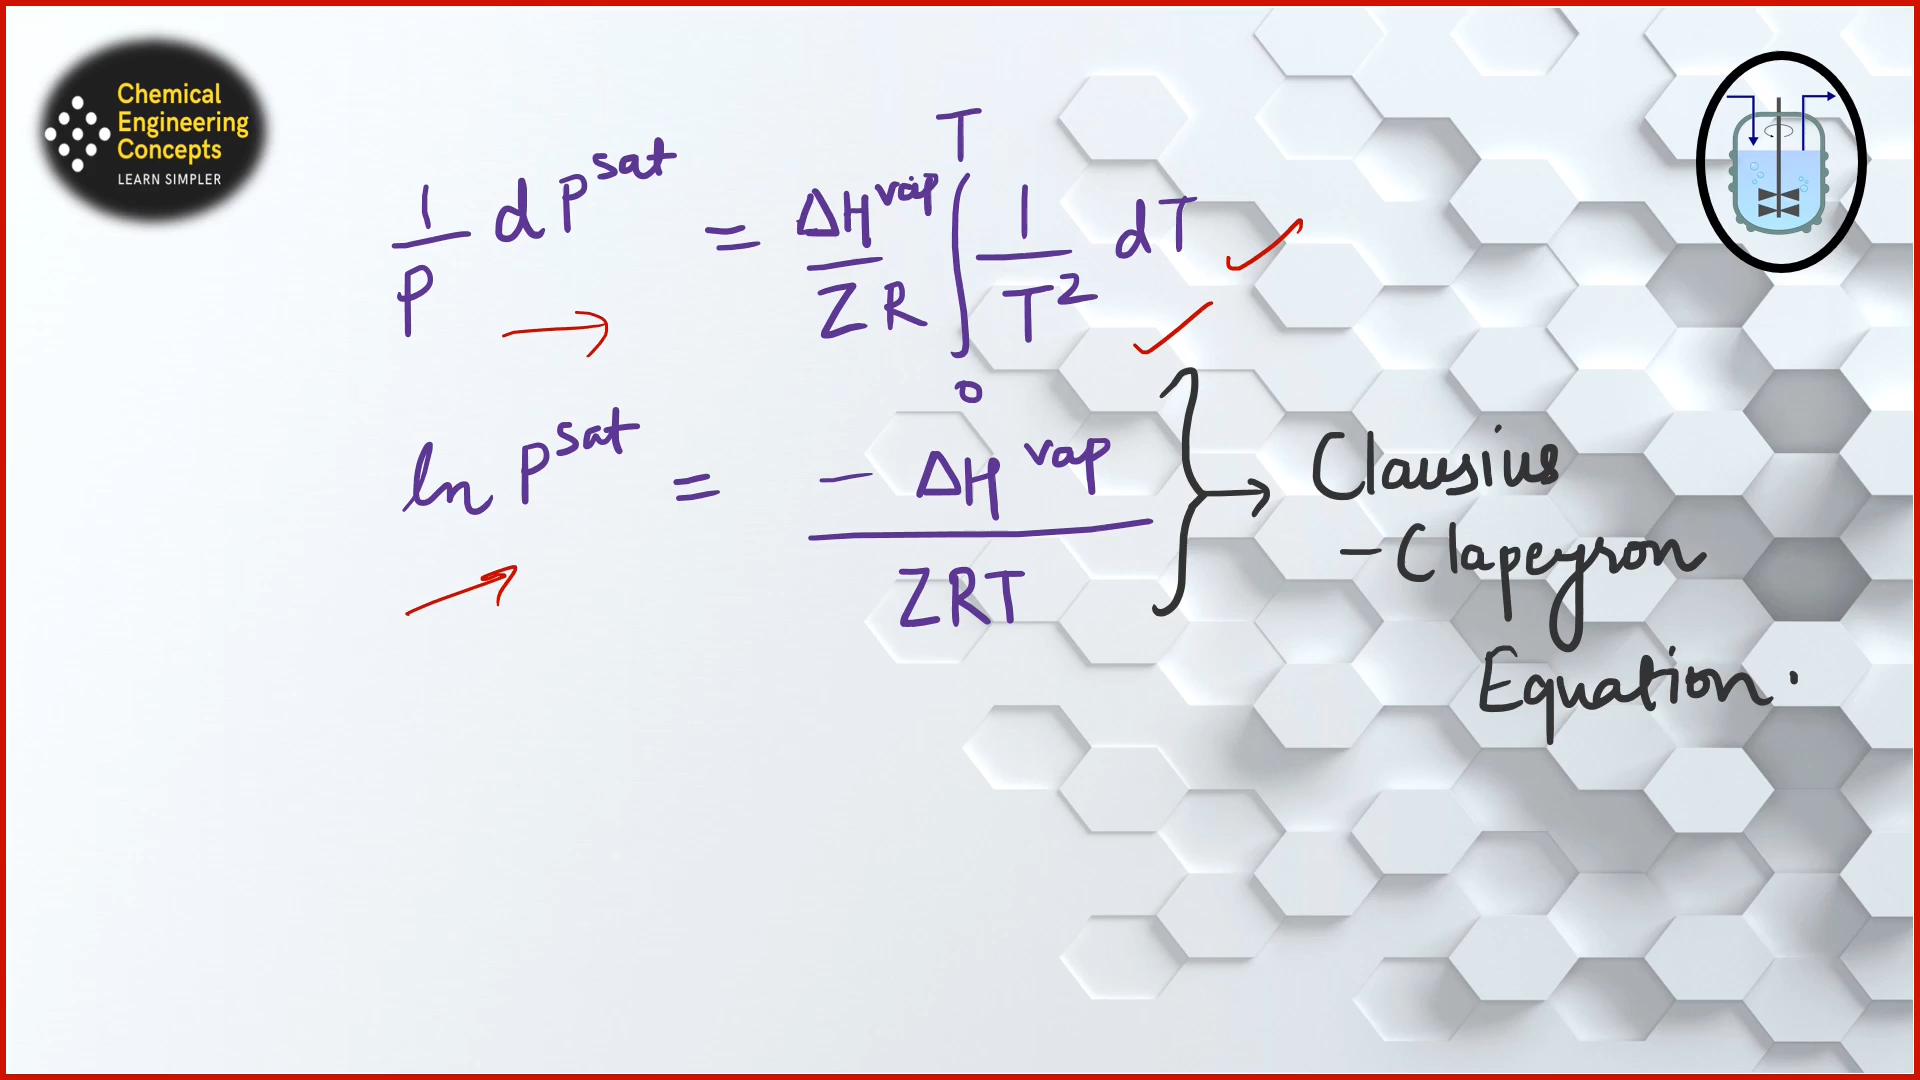 Chemical
Engineering
Concepts
LEARN SIMPLER
1/P dP^sat = ΔH^vap/ZR ∫₀ᵀ 1/T² dT
ln P^sat = - ΔH^vap/ZRT
Clausius
-Clapeyron
Equation.